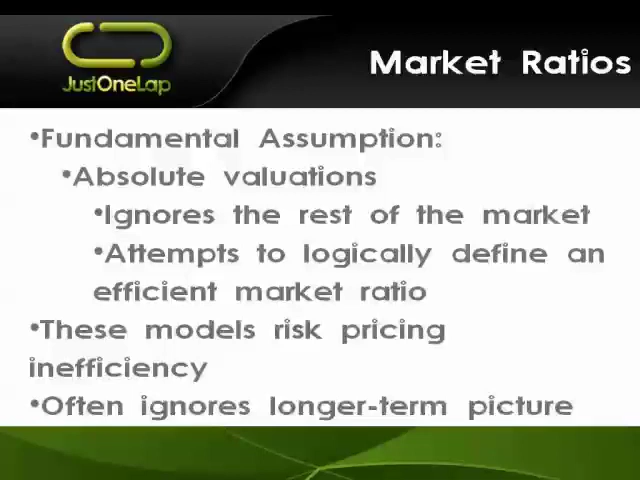 JustOneLap
Market Ratios
•Fundamental Assumption:
•Absolute valuations
•Ignores the rest of the market
•Attempts to logically define an
efficient market ratio
•These models risk pricing
inefficiency
•Often ignores longer-term picture